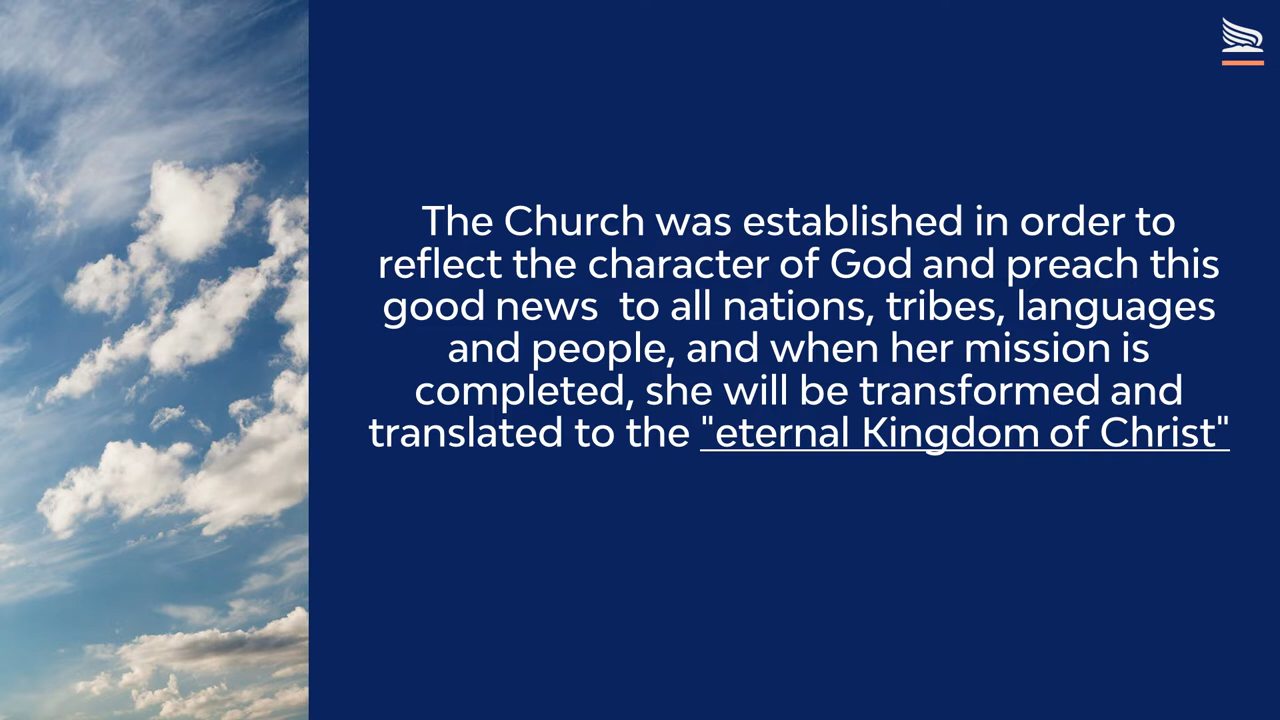 The Church was established in order to
reflect the character of God and preach this
good news  to all nations, tribes, languages
and people, and when her mission is
completed, she will be transformed and
translated to the "eternal Kingdom of Christ"